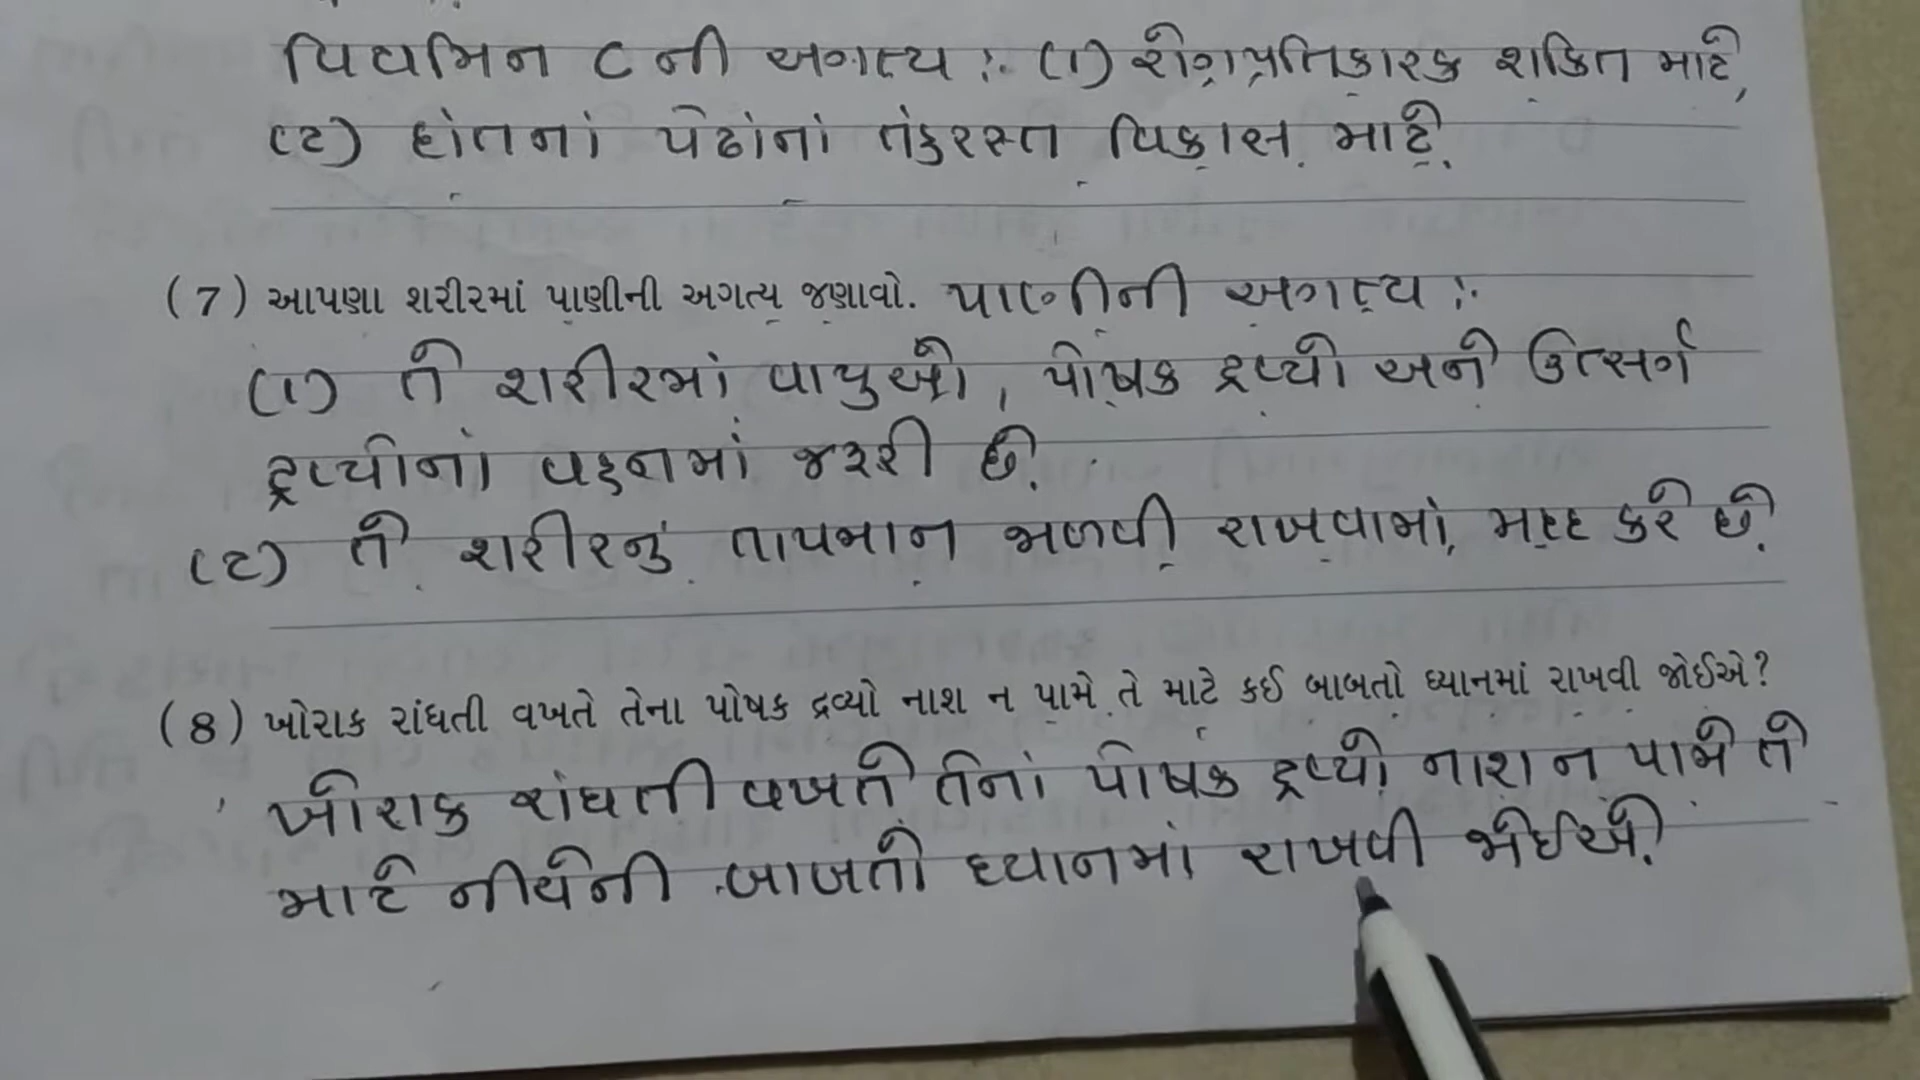 વિટામિન C ની અગત્ય :- (1) રોગપ્રતિકારક શક્તિ માટે,
(2) દાંતનાં પેઢાંનાં તંદુરસ્ત વિકાસ માટે.
(7) આપણા શરીરમાં પાણીની અગત્ય જણાવો. પાણીની અગત્ય :-
(1) તે શરીરમાં વાયુઓ, પોષક દ્રવ્યો અને ઉત્સર્ગ
દ્રવ્યોનાં વહનમાં જરૂરી છે.
(2) તે શરીરનું તાપમાન જાળવી રાખવામાં મદદ કરે છે.
(8) ખોરાક રાંધતી વખતે તેના પોષક દ્રવ્યો નાશ ન પામે તે માટે કઈ બાબતો ધ્યાનમાં રાખવી જોઈએ?
ખોરાક રાંધતી વખતે તેનાં પોષક દ્રવ્યો નાશ ન પામે તે
માટે નીચેની બાબતો ધ્યાનમાં રાખવી જોઈએ.